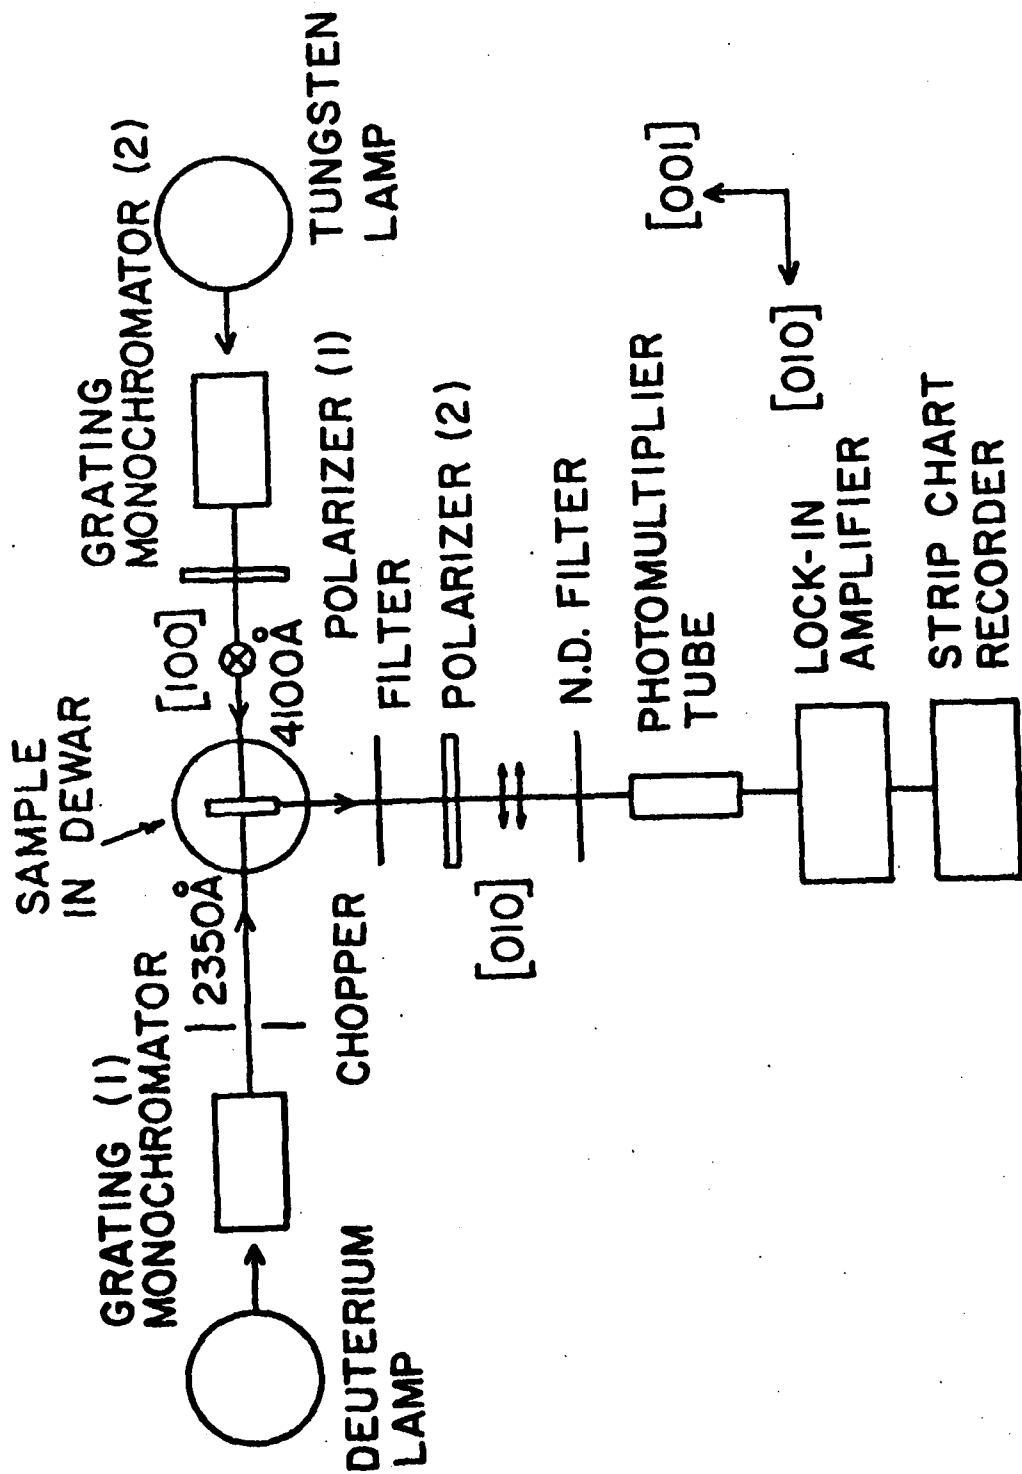 SAMPLE
IN DEWAR
GRATING (1)
MONOCHROMATOR
2350Å
[100]
4100Å
GRATING
MONOCHROMATOR (2)
DEUTERIUM
LAMP
CHOPPER
POLARIZER (1)
TUNGSTEN
LAMP
FILTER
POLARIZER (2)
[010]
N.D. FILTER
PHOTOMULTIPLIER
TUBE
[001]
[010]
LOCK-IN
AMPLIFIER
STRIP CHART
RECORDER